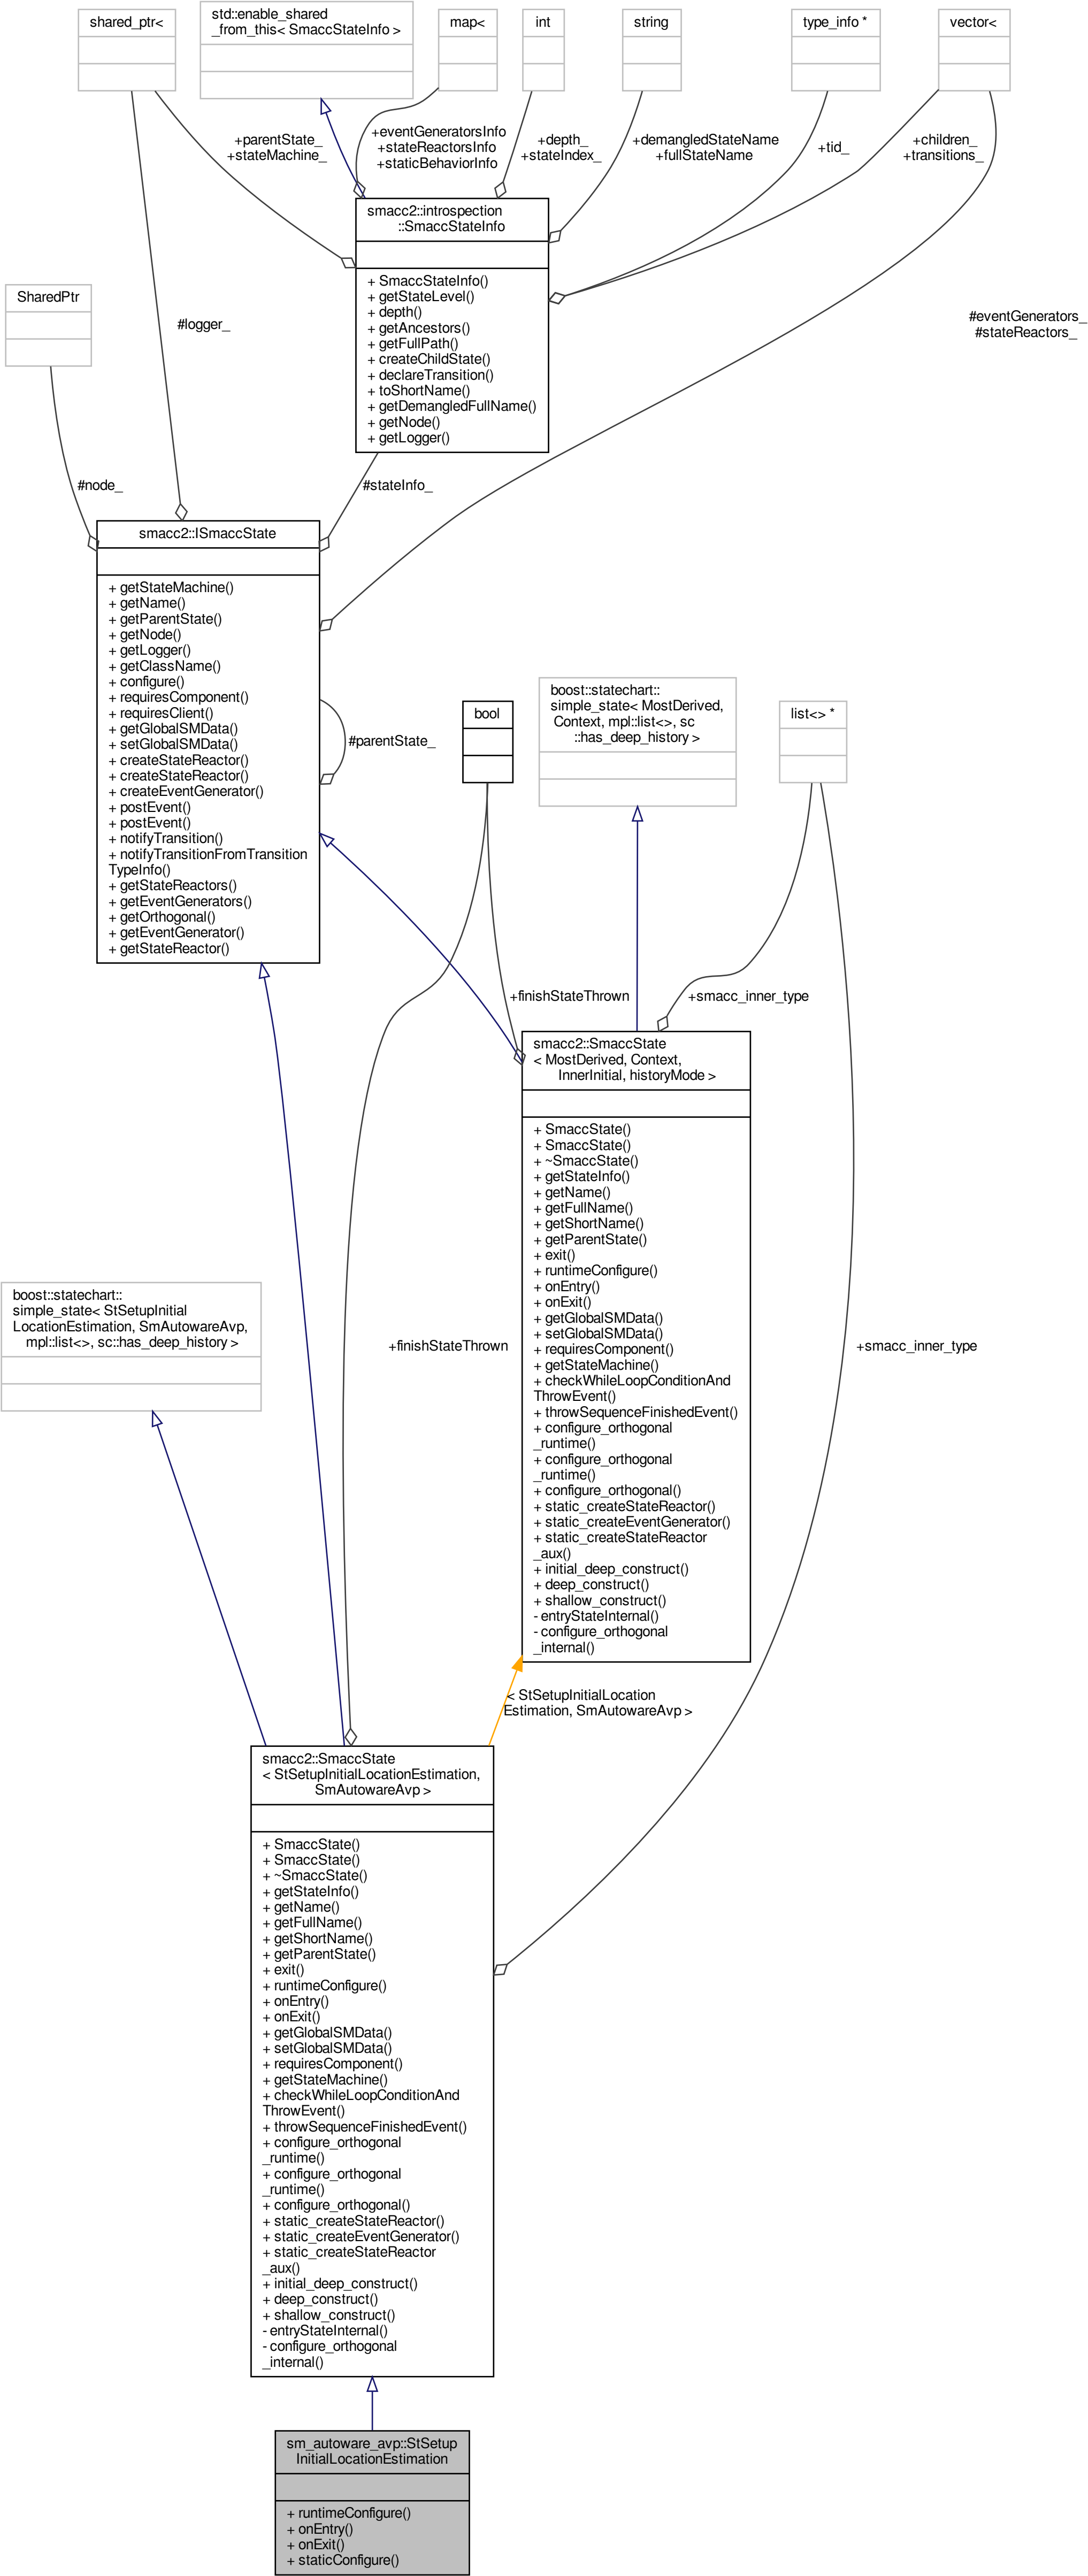 shared_ptr<
std::enable_shared
_from_this< SmaccStateInfo >
map<
int
string
type_info *
vector<
+parentState_
+stateMachine_
+eventGeneratorsInfo
+stateReactorsInfo
+staticBehaviorInfo
+depth_
+stateIndex_
+demangledStateName
+fullStateName
+tid_
+children_
+transitions_
smacc2::introspection
::SmaccStateInfo
+ SmaccStateInfo()
+ getStateLevel()
+ depth()
+ getAncestors()
+ getFullPath()
+ createChildState()
+ declareTransition()
+ toShortName()
+ getDemangledFullName()
+ getNode()
+ getLogger()
SharedPtr
#logger_
#eventGenerators_
#stateReactors_
#node_
#stateInfo_
smacc2::ISmaccState
+ getStateMachine()
+ getName()
+ getParentState()
+ getNode()
+ getLogger()
+ getClassName()
+ configure()
+ requiresComponent()
+ requiresClient()
+ getGlobalSMData()
+ setGlobalSMData()
+ createStateReactor()
+ createStateReactor()
+ createEventGenerator()
+ postEvent()
+ postEvent()
+ notifyTransition()
+ notifyTransitionFromTransition
TypeInfo()
+ getStateReactors()
+ getEventGenerators()
+ getOrthogonal()
+ getEventGenerator()
+ getStateReactor()
#parentState_
bool
boost::statechart::
simple_state< MostDerived,
Context, mpl::list<>, sc
::has_deep_history >
list<> *
+finishStateThrown
+smacc_inner_type
smacc2::SmaccState
< MostDerived, Context,
InnerInitial, historyMode >
+ SmaccState()
+ SmaccState()
+ ~SmaccState()
+ getStateInfo()
+ getName()
+ getFullName()
+ getShortName()
+ getParentState()
+ exit()
+ runtimeConfigure()
+ onEntry()
+ onExit()
+ getGlobalSMData()
+ setGlobalSMData()
+ requiresComponent()
+ getStateMachine()
+ checkWhileLoopConditionAnd
ThrowEvent()
+ throwSequenceFinishedEvent()
+ configure_orthogonal
_runtime()
+ configure_orthogonal
_runtime()
+ configure_orthogonal()
+ static_createStateReactor()
+ static_createEventGenerator()
+ static_createStateReactor
_aux()
+ initial_deep_construct()
+ deep_construct()
+ shallow_construct()
- entryStateInternal()
- configure_orthogonal
_internal()
boost::statechart::
simple_state< StSetupInitial
LocationEstimation, SmAutowareAvp,
mpl::list<>, sc::has_deep_history >
+finishStateThrown
+smacc_inner_type
< StSetupInitialLocation
Estimation, SmAutowareAvp >
smacc2::SmaccState
< StSetupInitialLocationEstimation,
SmAutowareAvp >
+ SmaccState()
+ SmaccState()
+ ~SmaccState()
+ getStateInfo()
+ getName()
+ getFullName()
+ getShortName()
+ getParentState()
+ exit()
+ runtimeConfigure()
+ onEntry()
+ onExit()
+ getGlobalSMData()
+ setGlobalSMData()
+ requiresComponent()
+ getStateMachine()
+ checkWhileLoopConditionAnd
ThrowEvent()
+ throwSequenceFinishedEvent()
+ configure_orthogonal
_runtime()
+ configure_orthogonal
_runtime()
+ configure_orthogonal()
+ static_createStateReactor()
+ static_createEventGenerator()
+ static_createStateReactor
_aux()
+ initial_deep_construct()
+ deep_construct()
+ shallow_construct()
- entryStateInternal()
- configure_orthogonal
_internal()
sm_autoware_avp::StSetup
InitialLocationEstimation
+ runtimeConfigure()
+ onEntry()
+ onExit()
+ staticConfigure()